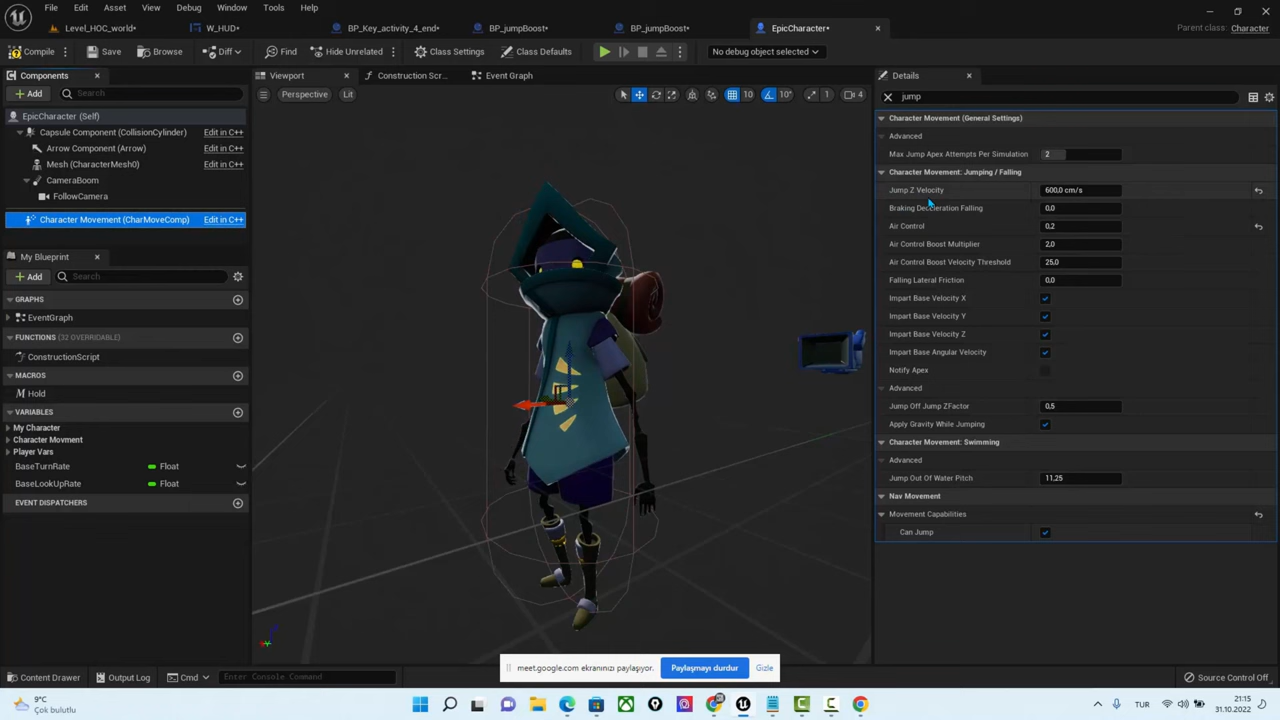 File Edit Asset View Debug Window Tools Help
Level_HOC_world* W_HUD* BP_Key_activity_4_end* BP_jumpBoost* BP_jumpBoost* EpicCharacter* Parent class: Character
Compile Save Browse Diff Find Hide Unrelated Class Settings Class Defaults No debug object selected
Components
Add Search
EpicCharacter (Self)
Capsule Component (CollisionCylinder) Edit in C++
Arrow Component (Arrow) Edit in C++
Mesh (CharacterMesh0) Edit in C++
CameraBoom
FollowCamera
Character Movement (CharMoveComp) Edit in C++
My Blueprint
Add Search
GRAPHS
EventGraph
FUNCTIONS (32 OVERRIDABLE)
ConstructionScript
MACROS
Hold
VARIABLES
My Character
Character Movment
Player Vars
BaseTurnRate Float
BaseLookUpRate Float
EVENT DISPATCHERS
Viewport Construction Scr... Event Graph
Perspective Lit 10 10° 1 4
Details
jump
Character Movement (General Settings)
Advanced
Max Jump Apex Attempts Per Simulation 2
Character Movement: Jumping / Falling
Jump Z Velocity 600,0 cm/s
Braking Deceleration Falling 0,0
Air Control 0,2
Air Control Boost Multiplier 2,0
Air Control Boost Velocity Threshold 25,0
Falling Lateral Friction 0,0
Impart Base Velocity X
Impart Base Velocity Y
Impart Base Velocity Z
Impart Base Angular Velocity
Notify Apex
Advanced
Jump Off Jump ZFactor 0,5
Apply Gravity While Jumping
Character Movement: Swimming
Advanced
Jump Out Of Water Pitch 11,25
Nav Movement
Movement Capabilities
Can Jump
meet.google.com ekranınızı paylaşıyor. Paylaşmayı durdur Gizle
Output Log Cmd Enter Console Command Source Control Off
9°C
Çok bulutlu
TUR
21:15
31.10.2022